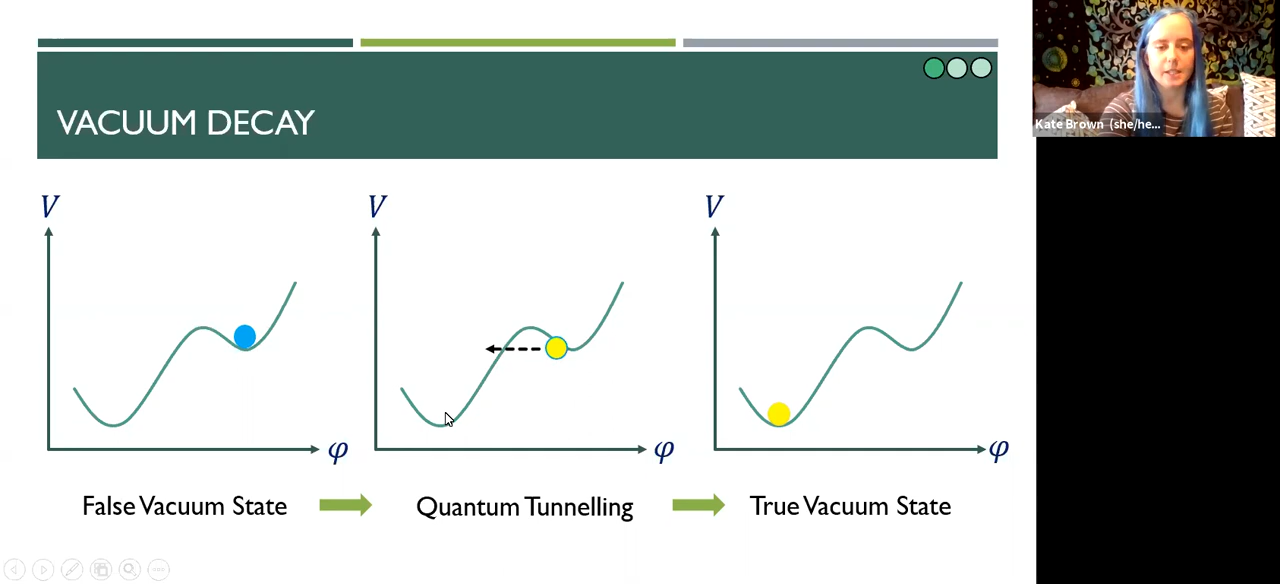 VACUUM DECAY
Kate Brown (she/he...
V
V
V
φ
φ
φ
False Vacuum State
Quantum Tunnelling
True Vacuum State